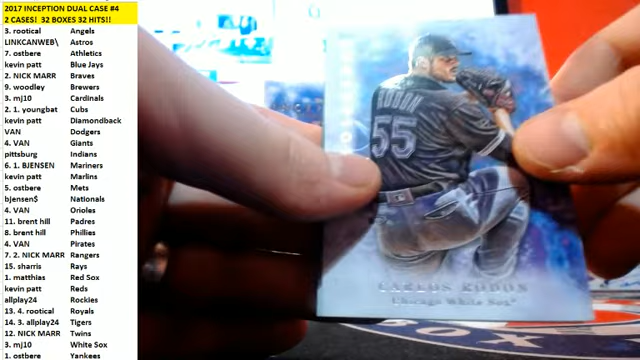 2017 INCEPTION DUAL CASE #4
2 CASES! 32 BOXES 32 HITS!!
3. rootical Angels
LINKCANWEB\ Astros
7. ostbere Athletics
kevin patt Blue Jays
2. NICK MARR Braves
9. woodley Brewers
3. mj10 Cardinals
2. 1. youngbat Cubs
kevin patt Diamondback
VAN Dodgers
4. VAN Giants
pittsburg Indians
6. 1. BJENSEN Mariners
kevin patt Marlins
5. ostbere Mets
bjensen$ Nationals
4. VAN Orioles
11. brent hill Padres
8. brent hill Phillies
4. VAN Pirates
7. 2. NICK MARR Rangers
15. sharris Rays
1. matthias Red Sox
kevin patt Reds
allplay24 Rockies
13. 4. rootical Royals
14. 3. allplay24 Tigers
12. NICK MARR Twins
3. mj10 White Sox
1. ostbere Yankees
RODON
55
CARLOS RODON
Chicago White Sox
BOX